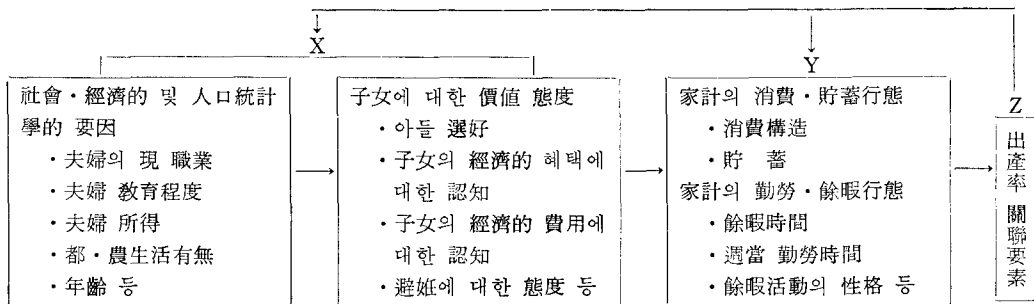 X
Y
Z
社會·經濟的 및 人口統計
學的 要因
·夫婦의 現 職業
·夫婦 敎育程度
·夫婦 所得
·都·農生活有無
·年齡 등
子女에 대한 價値 態度
·아들 選好
·子女의 經濟的 혜택에
대한 認知
·子女의 經濟的 費用에
대한 認知
·避姙에 대한 態度 등
家計의 消費·貯蓄行態
·消費構造
·貯 蓄
家計의 勤勞·餘暇行態
·餘暇時間
·週當 勤勞時間
·餘暇活動의 性格 등
出產率 關聯要素